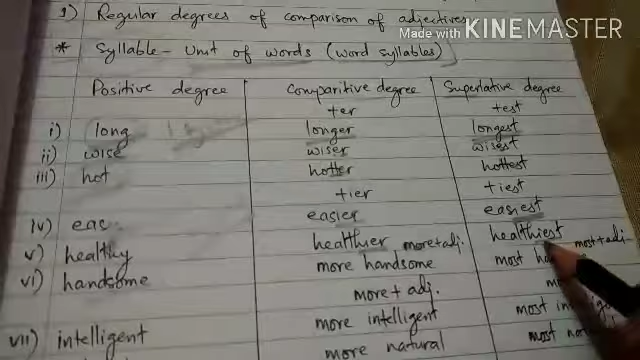 1) Regular degrees of comparison of adjectives
Made with KINEMASTER
* Syllable - Unit of words (word syllables)
Positive degree Comparitive degree Superlative degree
+er +est
i) long longer longest
ii) wise wiser wisest
iii) hot hotter hottest
+ier +iest
iv) eas easier easiest
v) healthy healthier more+adj. healthiest most+adj
vi) handsome more handsome most
more+ adj.
vii) intelligent more intelligent most
more natural most